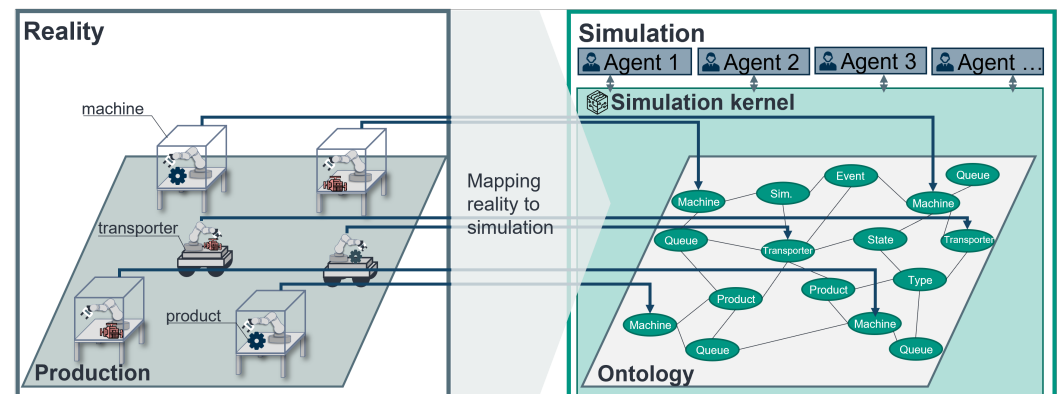 Reality
machine
transporter
product
Production
Mapping
reality to
simulation
Simulation
Agent 1
Agent 2
Agent 3
Agent ...
Simulation kernel
Event
Queue
Sim.
Machine
Machine
Queue
State
Transporter
Transporter
Type
Product
Product
Machine
Machine
Queue
Queue
Ontology